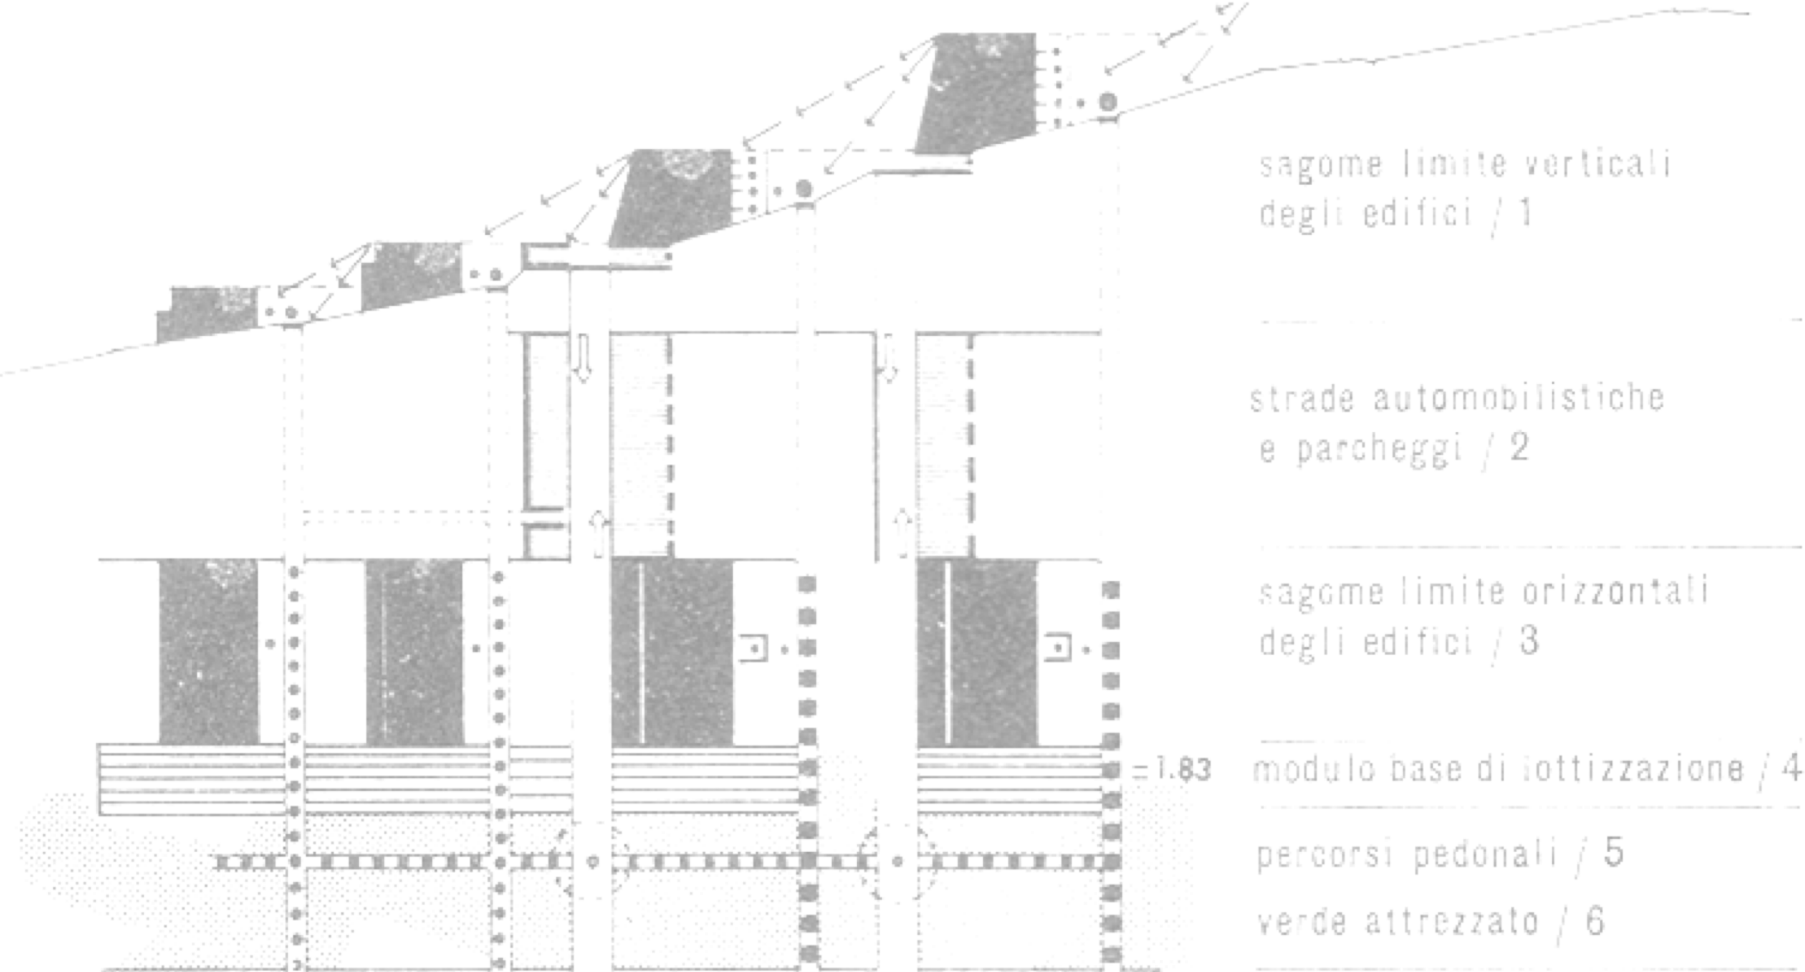 sagome limite verticali
degli edifici / 1
strade automobilistiche
e parcheggi / 2
sagome limite orizzontali
degli edifici / 3
=1.83
modulo base di lottizzazione / 4
percorsi pedonali / 5
verde attrezzato / 6